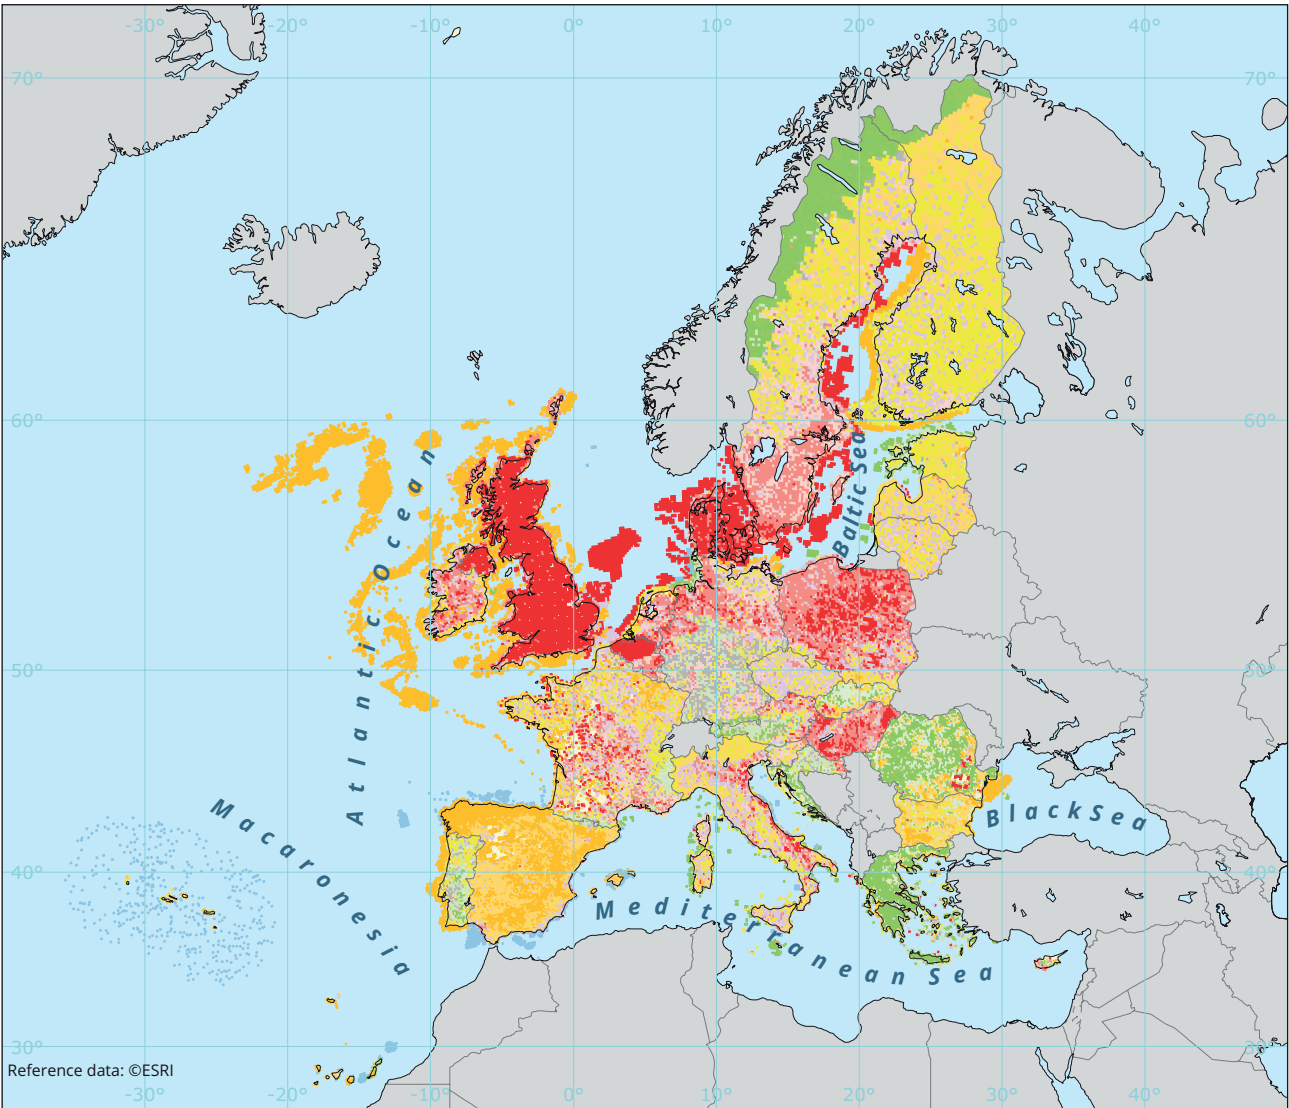 -30° -20° -10° 0° 10° 20° 30° 40°
70° 70°
60° 60°
Baltic Sea
Atlantic Ocean
50° 50°
Macaronesia
Black Sea
40° 40°
Mediterranean Sea
30° 30°
Reference data: ©ESRI
-30° -20° -10° 0° 10° 20° 30° 40°